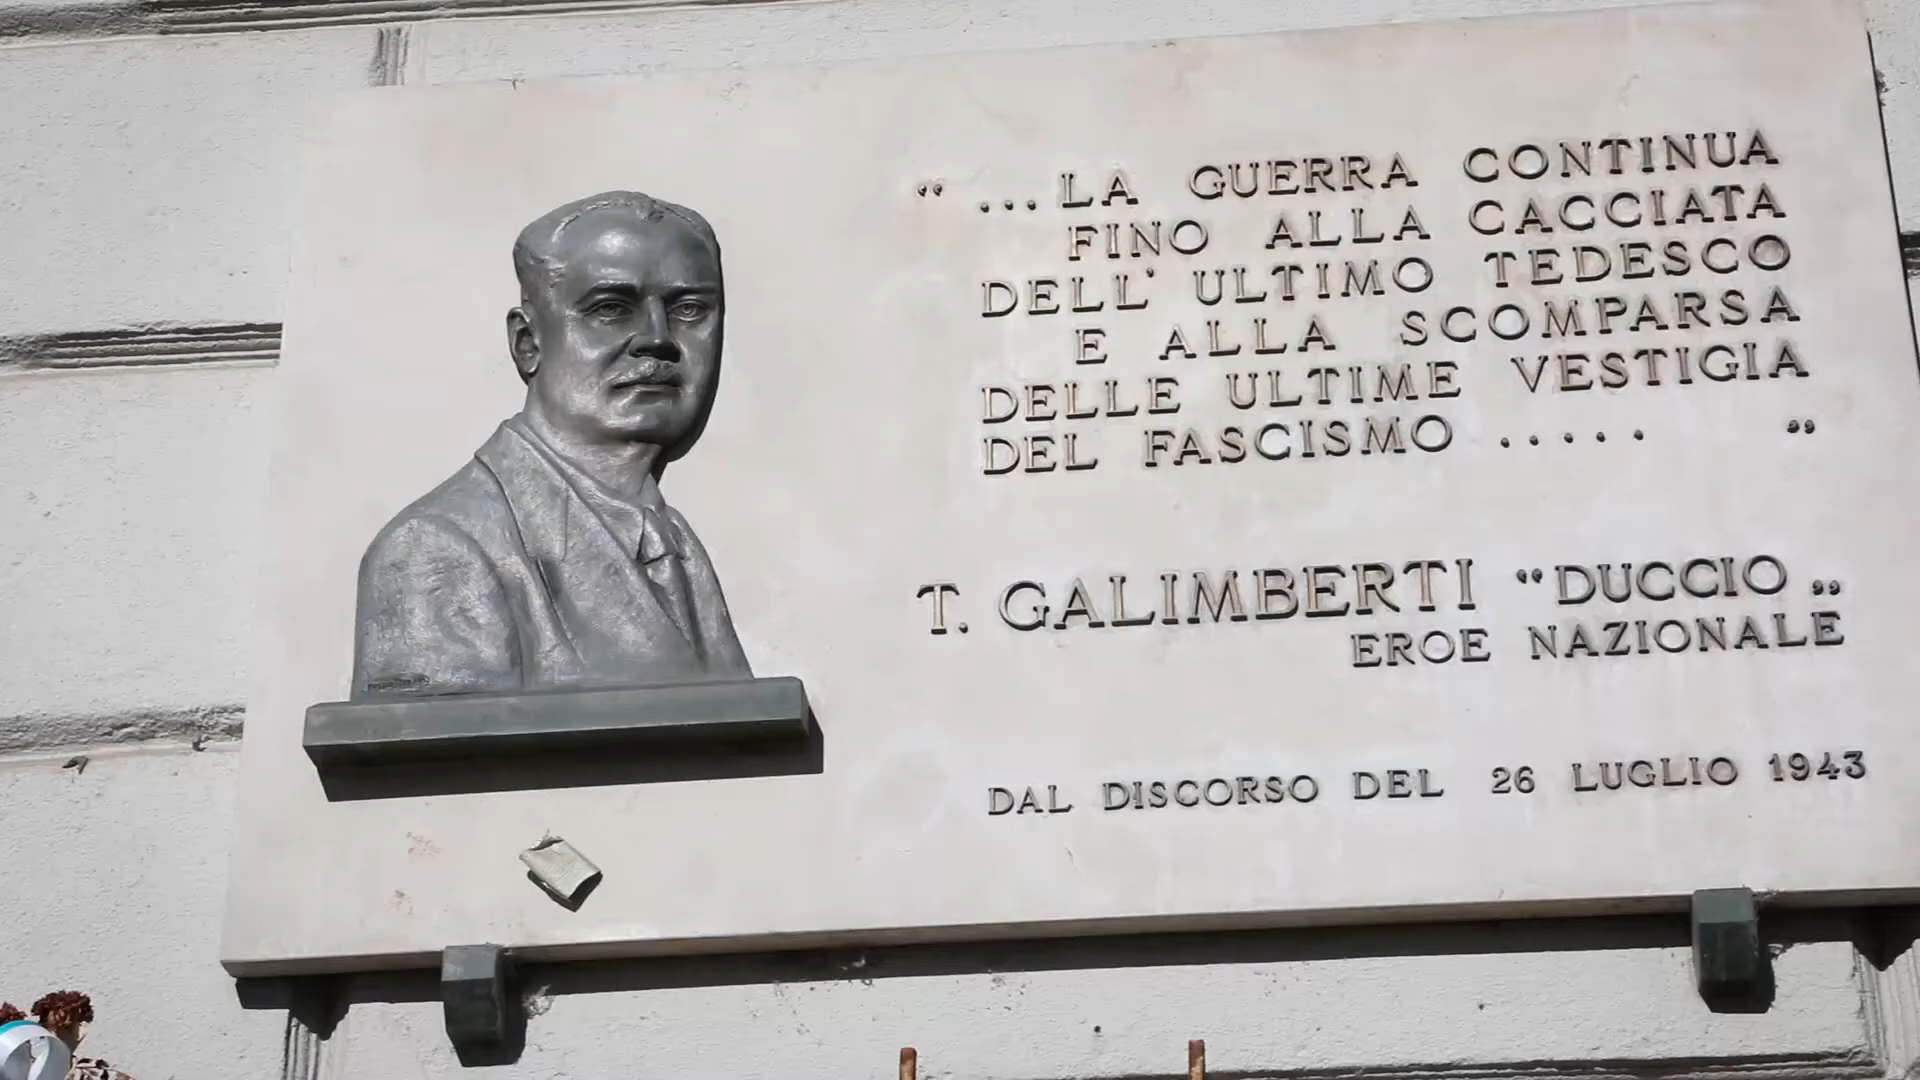 “ ...LA GUERRA CONTINUA
FINO ALLA CACCIATA
DELL' ULTIMO TEDESCO
E ALLA SCOMPARSA
DELLE ULTIME VESTIGIA
DEL FASCISMO ..... ”
T. GALIMBERTI “DUCCIO„
EROE NAZIONALE
DAL DISCORSO DEL 26 LUGLIO 1943